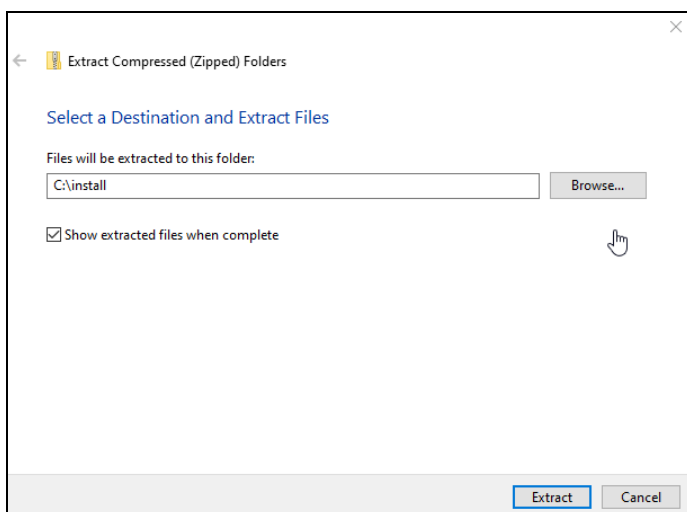 Extract Compressed (Zipped) Folders
Select a Destination and Extract Files
Files will be extracted to this folder:
C:\install Browse...
Show extracted files when complete
Extract Cancel